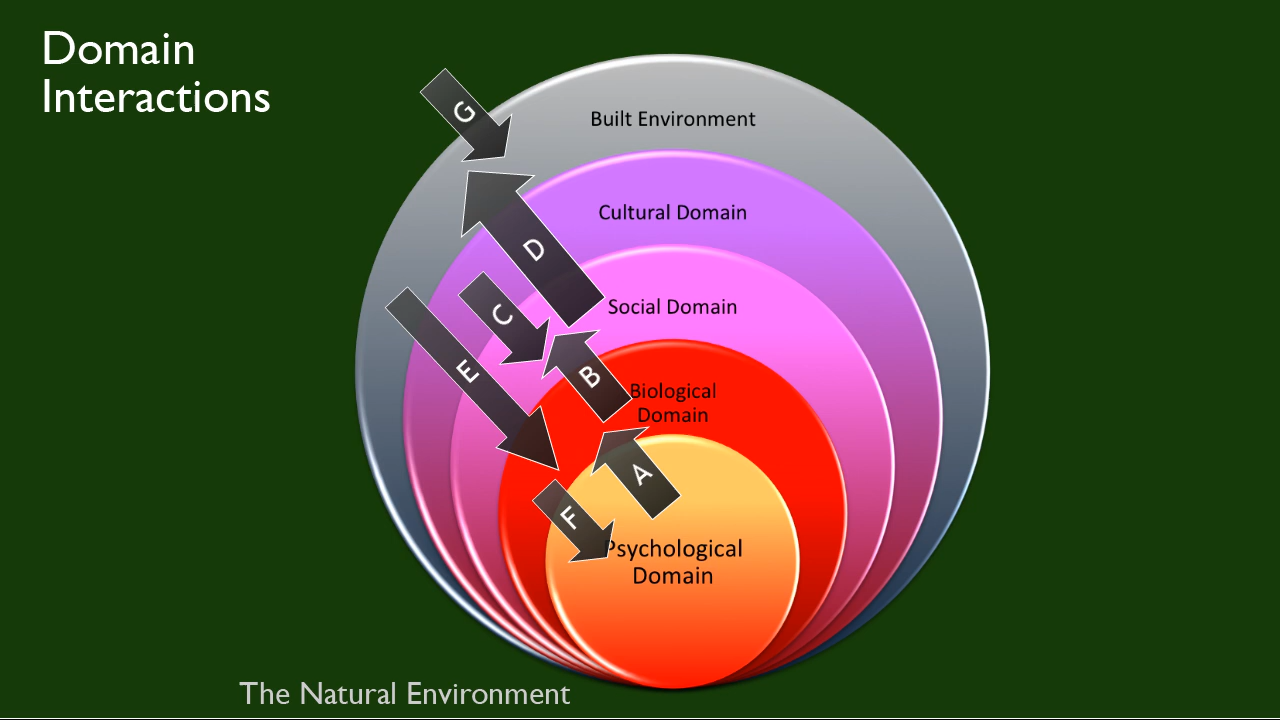 Domain
Interactions
G
Built Environment
Cultural Domain
D
C
Social Domain
E
B
Biological
Domain
A
F
Psychological
Domain
The Natural Environment